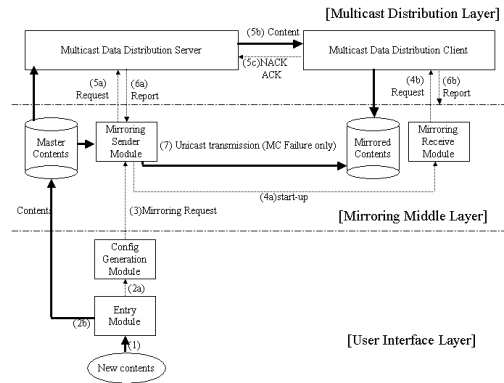 [Multicast Distribution Layer]
(5b) Content
Multicast Data Distribution Server
Multicast Data Distribution Client
(5c)NACK
ACK
(5a)
Request
(6a)
Report
(4b)
Request
(6b)
Report
Master
Contents
Mirroring
Sender
Module
(7) Unicast transmission (MC Failure only)
Mirrored
Contents
Mirroring
Receive
Module
(4a)start-up
Contents
(3)Mirroring Request
[Mirroring Middle Layer]
Config
Generation
Module
(2a)
(2b)
Entry
Module
[User Interface Layer]
(1)
New contents